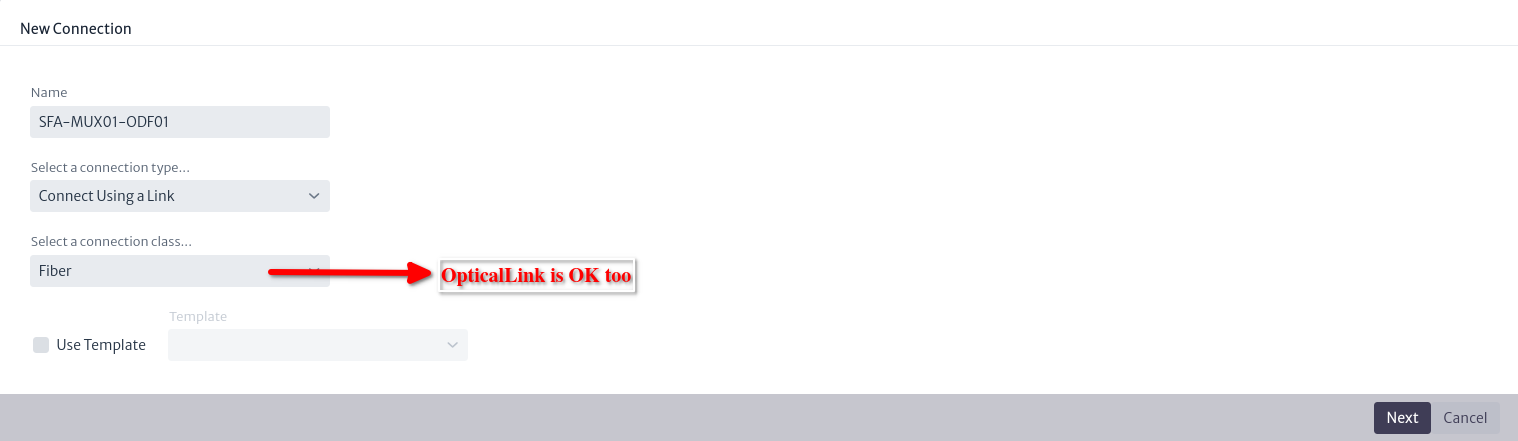 New Connection
Name
SFA-MUX01-ODF01
Select a connection type...
Connect Using a Link
Select a connection class...
Fiber
OpticalLink is OK too
Template
Use Template
Next
Cancel